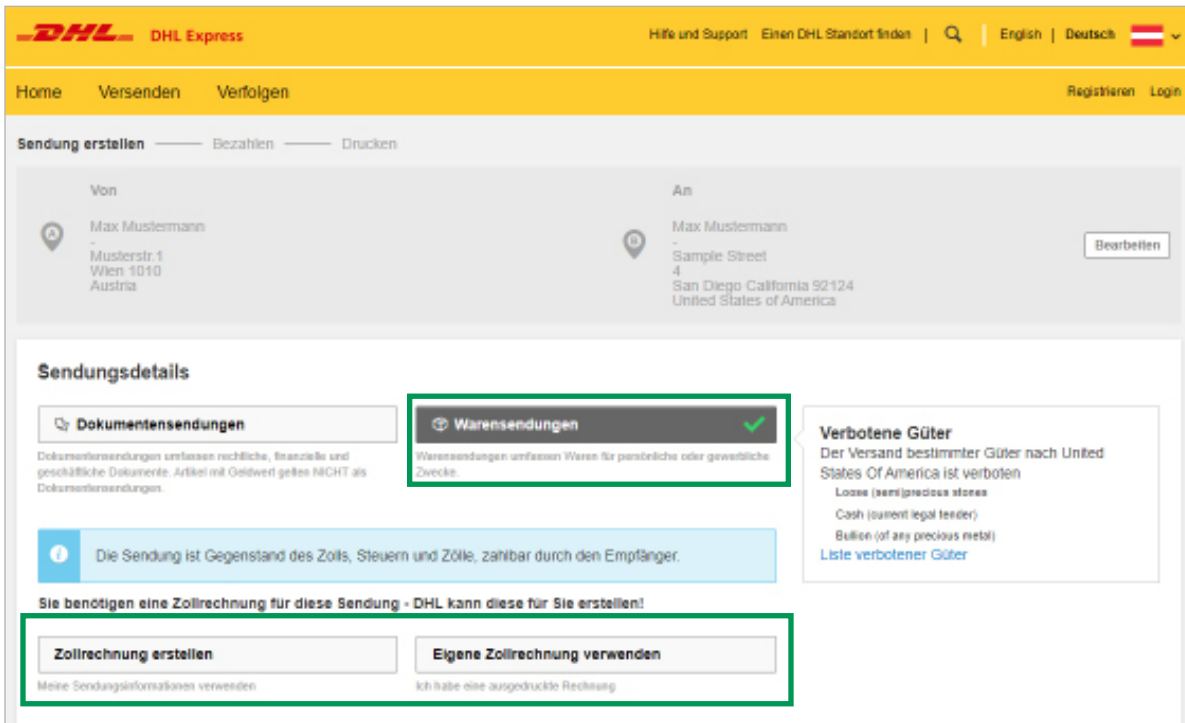 DHL DHL Express
Hilfe und Support Einen DHL Standort finden | English | Deutsch
Home Versenden Verfolgen
Registrieren Login
Sendung erstellen Bezahlen Drucken
Von
A
Max Mustermann
-
Musterstr.1
Wien 1010
Austria
An
B
Max Mustermann
-
Sample Street
4
San Diego California 92124
United States of America
Bearbeiten
Sendungsdetails
Dokumentensendungen
Dokumentensendungen umfassen rechtliche, finanzielle und
geschäftliche Dokumente. Artikel mit Geldwert gelten NICHT als
Dokumentensendungen.
Warensendungen
Warensendungen umfassen Waren für persönliche oder gewerbliche
Zwecke.
Verbotene Güter
Der Versand bestimmter Güter nach United
States Of America ist verboten
Loose (semi)precious stones
Cash (current legal tender)
Bullion (of any precious metal)
Liste verbotener Güter
i
Die Sendung ist Gegenstand des Zolls, Steuern und Zölle, zahlbar durch den Empfänger.
Sie benötigen eine Zollrechnung für diese Sendung - DHL kann diese für Sie erstellen!
Zollrechnung erstellen
Meine Sendungsinformationen verwenden
Eigene Zollrechnung verwenden
Ich habe eine ausgedruckte Rechnung